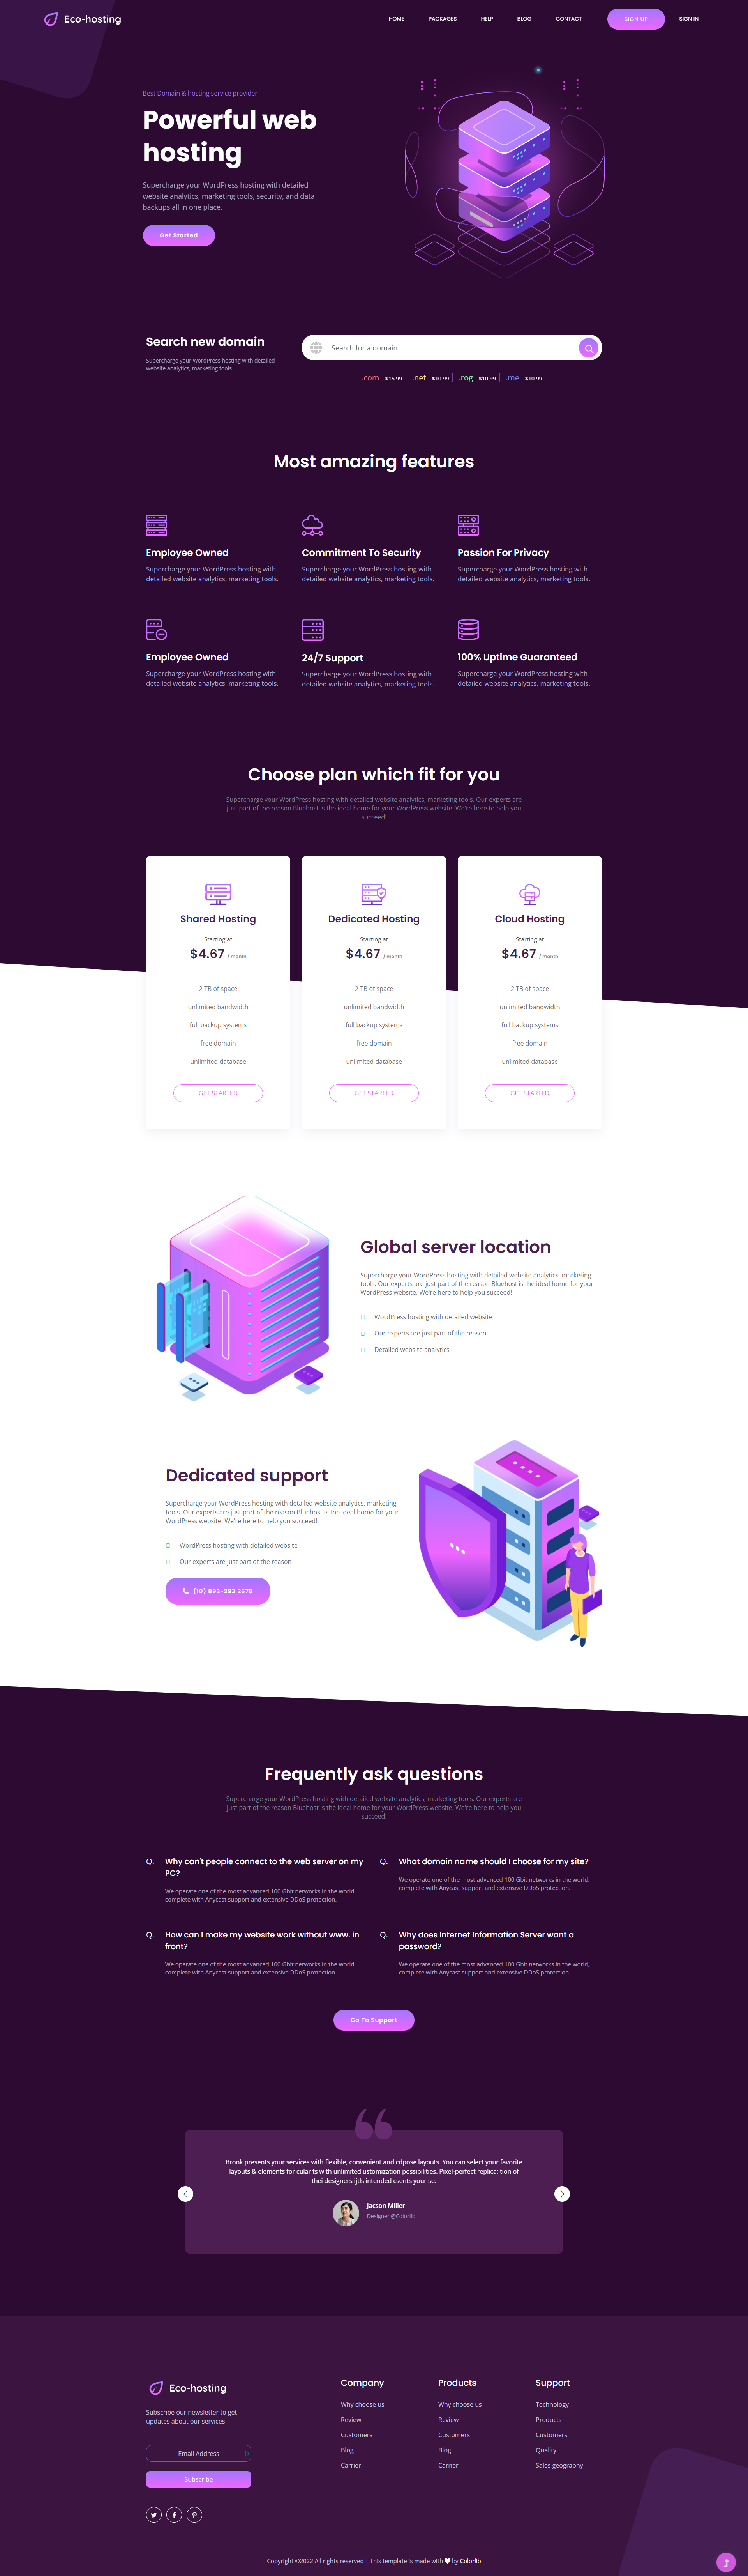 Eco-hosting
HOME PACKAGES HELP BLOG CONTACT SIGN UP SIGN IN
Best Domain & hosting service provider
Powerful web
hosting
Supercharge your WordPress hosting with detailed
website analytics, marketing tools, security, and data
backups all in one place.
Get Started
Search new domain
Supercharge your WordPress hosting with detailed
website analytics, marketing tools.
Search for a domain
.com $15.99 .net $10.99 .rog $10.99 .me $10.99
Most amazing features
Employee Owned
Supercharge your WordPress hosting with
detailed website analytics, marketing tools.
Commitment To Security
Supercharge your WordPress hosting with
detailed website analytics, marketing tools.
Passion For Privacy
Supercharge your WordPress hosting with
detailed website analytics, marketing tools.
Employee Owned
Supercharge your WordPress hosting with
detailed website analytics, marketing tools.
24/7 Support
Supercharge your WordPress hosting with
detailed website analytics, marketing tools.
100% Uptime Guaranteed
Supercharge your WordPress hosting with
detailed website analytics, marketing tools.
Choose plan which fit for you
Supercharge your WordPress hosting with detailed website analytics, marketing tools. Our experts are
just part of the reason Bluehost is the ideal home for your WordPress website. We're here to help you
succeed!
Shared Hosting
Starting at
$4.67 / month
2 TB of space
unlimited bandwidth
full backup systems
free domain
unlimited database
GET STARTED
Dedicated Hosting
Starting at
$4.67 / month
2 TB of space
unlimited bandwidth
full backup systems
free domain
unlimited database
GET STARTED
Cloud Hosting
Starting at
$4.67 / month
2 TB of space
unlimited bandwidth
full backup systems
free domain
unlimited database
GET STARTED
Global server location
Supercharge your WordPress hosting with detailed website analytics, marketing
tools. Our experts are just part of the reason Bluehost is the ideal home for your
WordPress website. We're here to help you succeed!
WordPress hosting with detailed website
Our experts are just part of the reason
Detailed website analytics
Dedicated support
Supercharge your WordPress hosting with detailed website analytics, marketing
tools. Our experts are just part of the reason Bluehost is the ideal home for your
WordPress website. We're here to help you succeed!
WordPress hosting with detailed website
Our experts are just part of the reason
(10) 892-293 2678
Frequently ask questions
Supercharge your WordPress hosting with detailed website analytics, marketing tools. Our experts are
just part of the reason Bluehost is the ideal home for your WordPress website. We're here to help you
succeed!
Q. Why can't people connect to the web server on my
PC?
We operate one of the most advanced 100 Gbit networks in the world,
complete with Anycast support and extensive DDoS protection.
Q. What domain name should I choose for my site?
We operate one of the most advanced 100 Gbit networks in the world,
complete with Anycast support and extensive DDoS protection.
Q. How can I make my website work without www. in
front?
We operate one of the most advanced 100 Gbit networks in the world,
complete with Anycast support and extensive DDoS protection.
Q. Why does Internet Information Server want a
password?
We operate one of the most advanced 100 Gbit networks in the world,
complete with Anycast support and extensive DDoS protection.
Go To Support
Brook presents your services with flexible, convenient and cdpose layouts. You can select your favorite
layouts & elements for cular ts with unlimited ustomization possibilities. Pixel-perfect replica;ition of
thei designers ijtls intended csents your se.
Jacson Miller
Designer @Colorlib
Eco-hosting
Subscribe our newsletter to get
updates about our services
Email Address
Subscribe
Company
Why choose us
Review
Customers
Blog
Carrier
Products
Why choose us
Review
Customers
Blog
Carrier
Support
Technology
Products
Customers
Quality
Sales geography
Copyright ©2022 All rights reserved | This template is made with ♥ by Colorlib